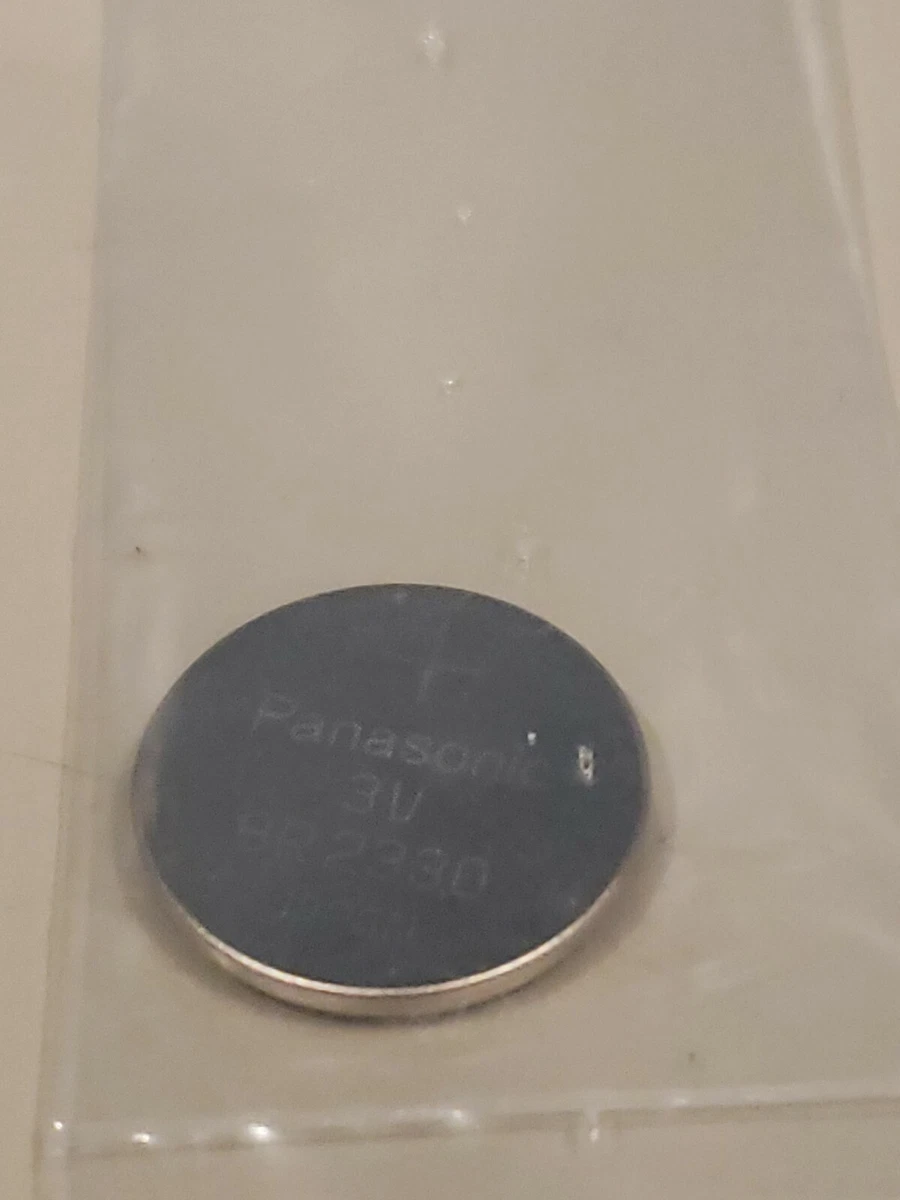 +
Panasonic
3V
BR2330